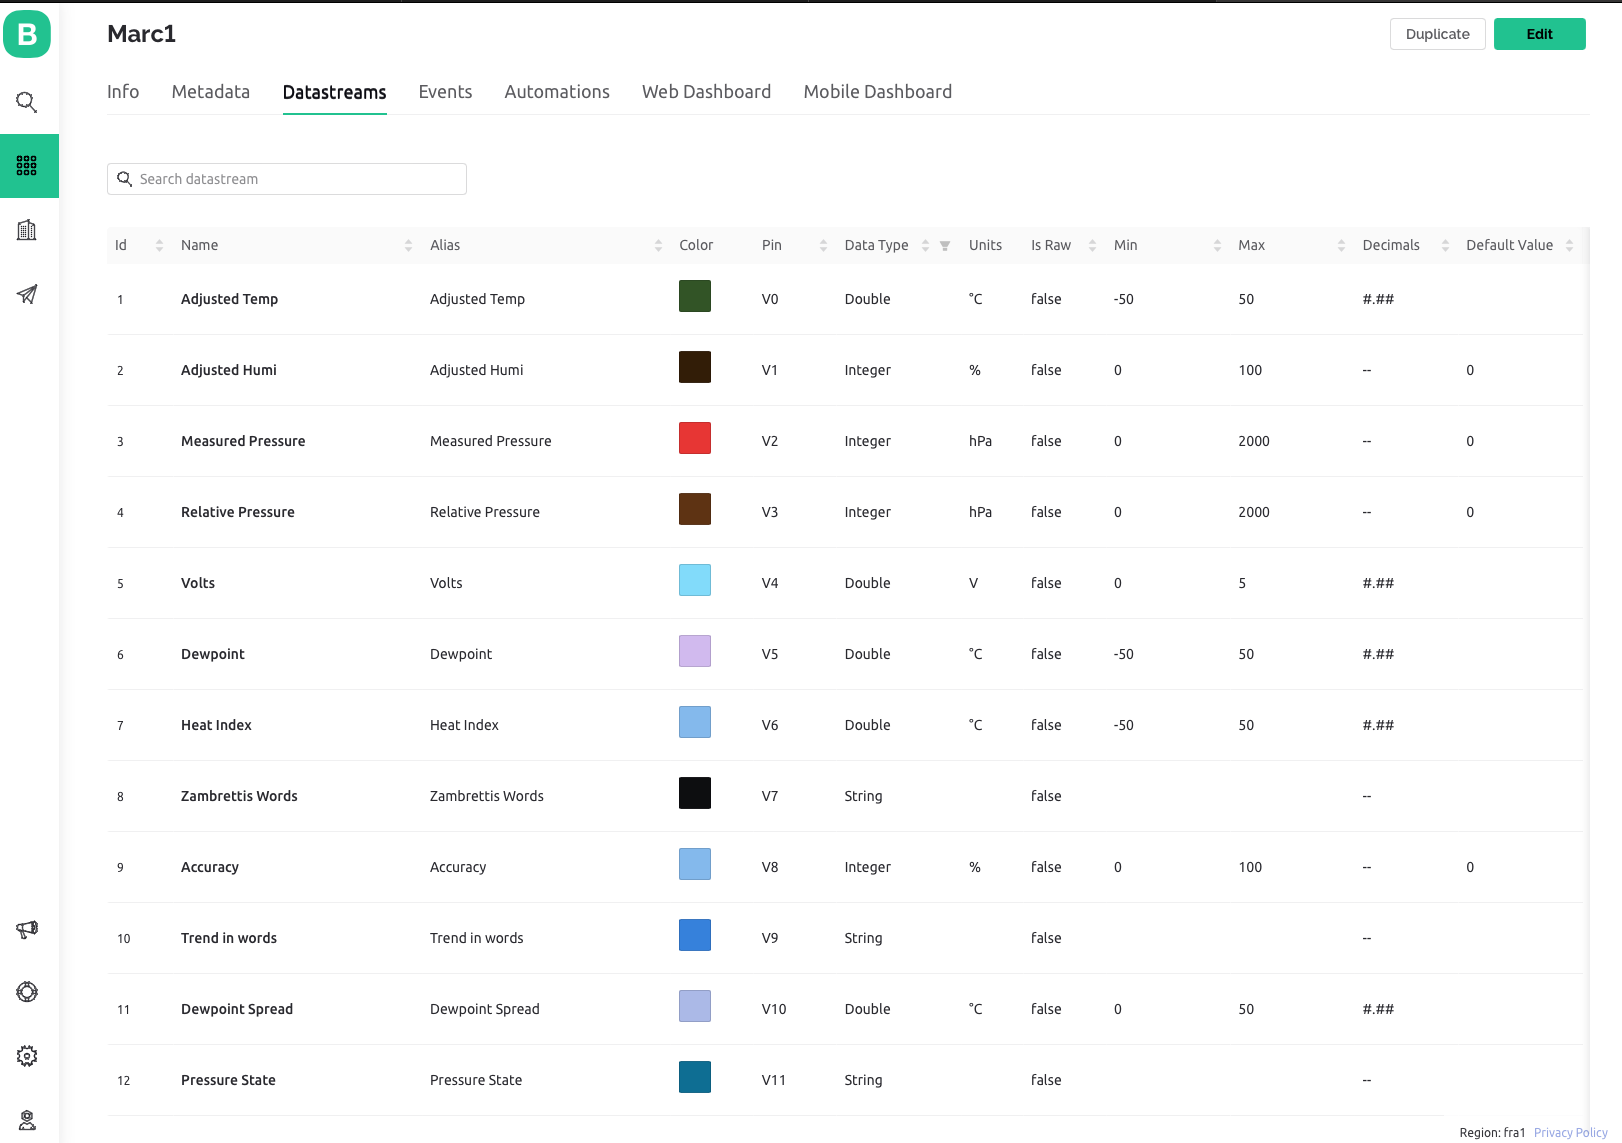 B
Marc1
Duplicate
Edit
Info Metadata Datastreams Events Automations Web Dashboard Mobile Dashboard
Search datastream
Id Name Alias Color Pin Data Type Units Is Raw Min Max Decimals Default Value
1 Adjusted Temp Adjusted Temp V0 Double °C false -50 50 #.##
2 Adjusted Humi Adjusted Humi V1 Integer % false 0 100 -- 0
3 Measured Pressure Measured Pressure V2 Integer hPa false 0 2000 -- 0
4 Relative Pressure Relative Pressure V3 Integer hPa false 0 2000 -- 0
5 Volts Volts V4 Double V false 0 5 #.##
6 Dewpoint Dewpoint V5 Double °C false -50 50 #.##
7 Heat Index Heat Index V6 Double °C false -50 50 #.##
8 Zambrettis Words Zambrettis Words V7 String false --
9 Accuracy Accuracy V8 Integer % false 0 100 -- 0
10 Trend in words Trend in words V9 String false --
11 Dewpoint Spread Dewpoint Spread V10 Double °C false 0 50 #.##
12 Pressure State Pressure State V11 String false --
Region: fra1 Privacy Policy